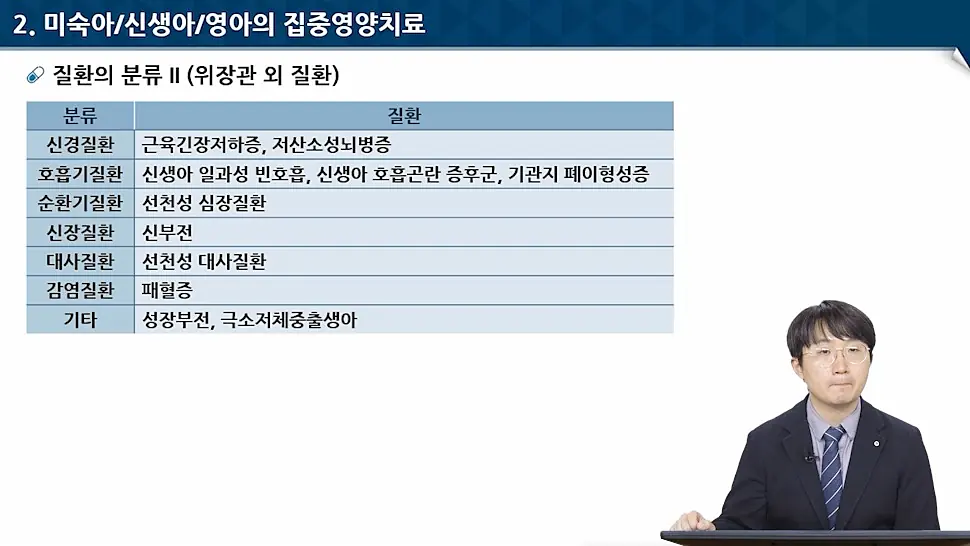 2. 미숙아/신생아/영아의 집중영양치료
질환의 분류 II (위장관 외 질환)
분류 질환
신경질환 근육긴장저하증, 저산소성뇌병증
호흡기질환 신생아 일과성 빈호흡, 신생아 호흡곤란 증후군, 기관지 페이형성증
순환기질환 선천성 심장질환
신장질환 신부전
대사질환 선천성 대사질환
감염질환 패혈증
기타 성장부전, 극소저체중출생아